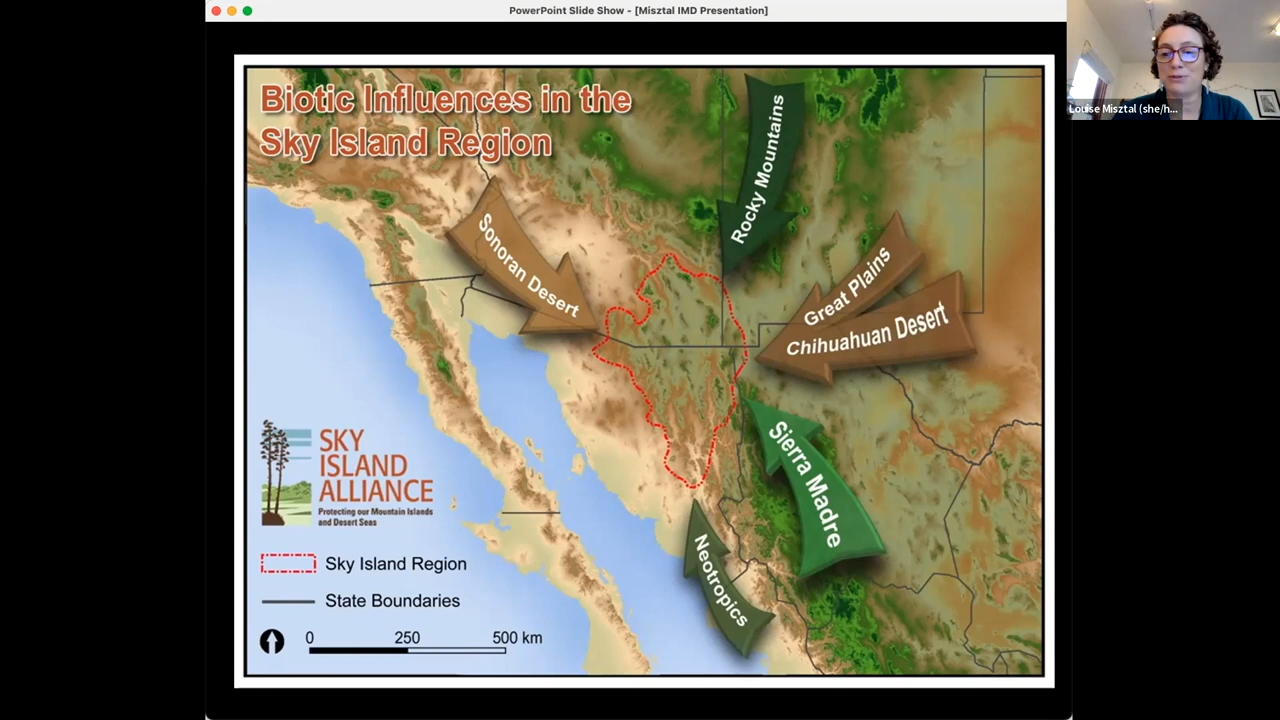 PowerPoint Slide Show - [Misztal IMD Presentation]
Louise Misztal (she/h...
Biotic Influences in the
Sky Island Region
Rocky Mountains
Sonoran Desert
Great Plains
Chihuahuan Desert
Sierra Madre
Neotropics
SKY
ISLAND
ALLIANCE
Protecting our Mountain Islands
and Desert Seas
Sky Island Region
State Boundaries
0 250 500 km